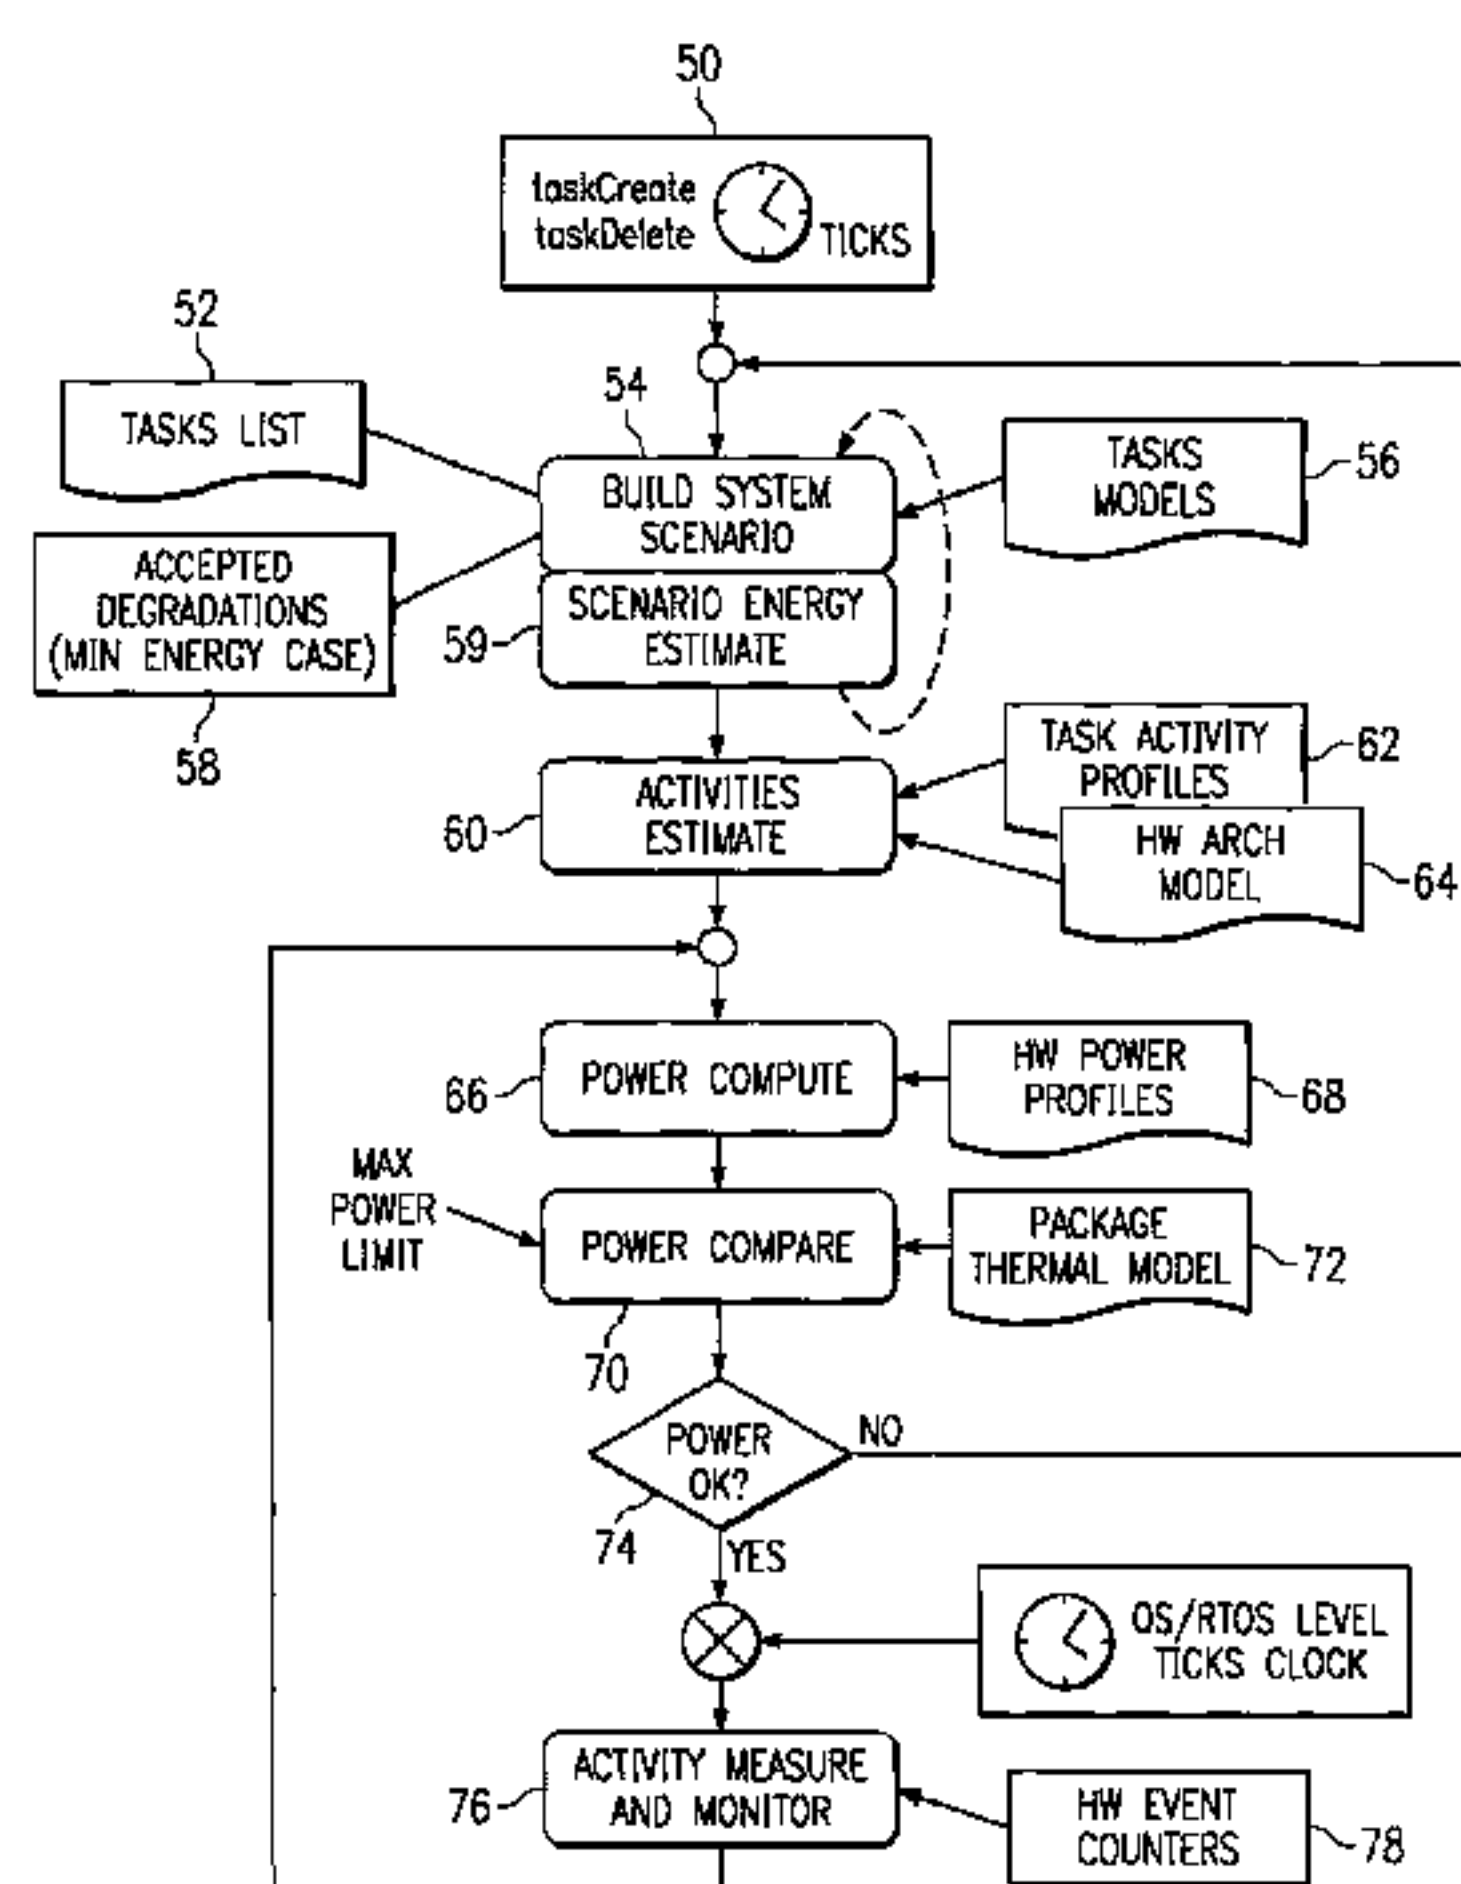 50
taskCreate
taskDelete
TICKS
52
TASKS LIST
54
BUILD SYSTEM
SCENARIO
TASKS
MODELS
56
ACCEPTED
DEGRADATIONS
(MIN ENERGY CASE)
58
59
SCENARIO ENERGY
ESTIMATE
60
ACTIVITIES
ESTIMATE
TASK ACTIVITY
PROFILES
62
HW ARCH
MODEL
64
66
POWER COMPUTE
HW POWER
PROFILES
68
MAX
POWER
LIMIT
POWER COMPARE
70
PACKAGE
THERMAL MODEL
72
POWER
OK?
NO
74
YES
OS/RTOS LEVEL
TICKS CLOCK
76
ACTIVITY MEASURE
AND MONITOR
HW EVENT
COUNTERS
78